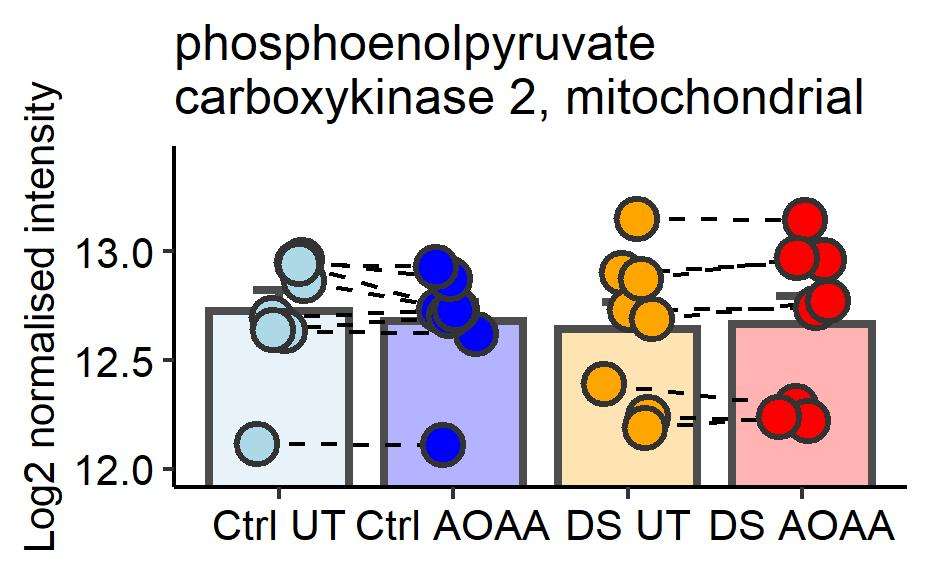 phosphoenolpyruvate
carboxykinase 2, mitochondrial
Log2 normalised intensity
13.0
12.5
12.0
Ctrl UT Ctrl AOAA DS UT DS AOAA